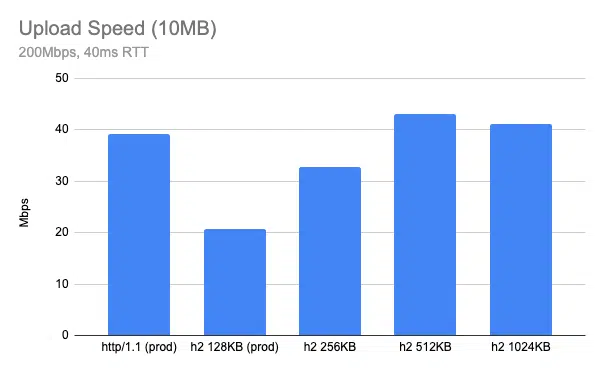 Upload Speed (10MB)
200Mbps, 40ms RTT
50
40
30
20
10
0
Mbps
http/1.1 (prod)
h2 128KB (prod)
h2 256KB
h2 512KB
h2 1024KB